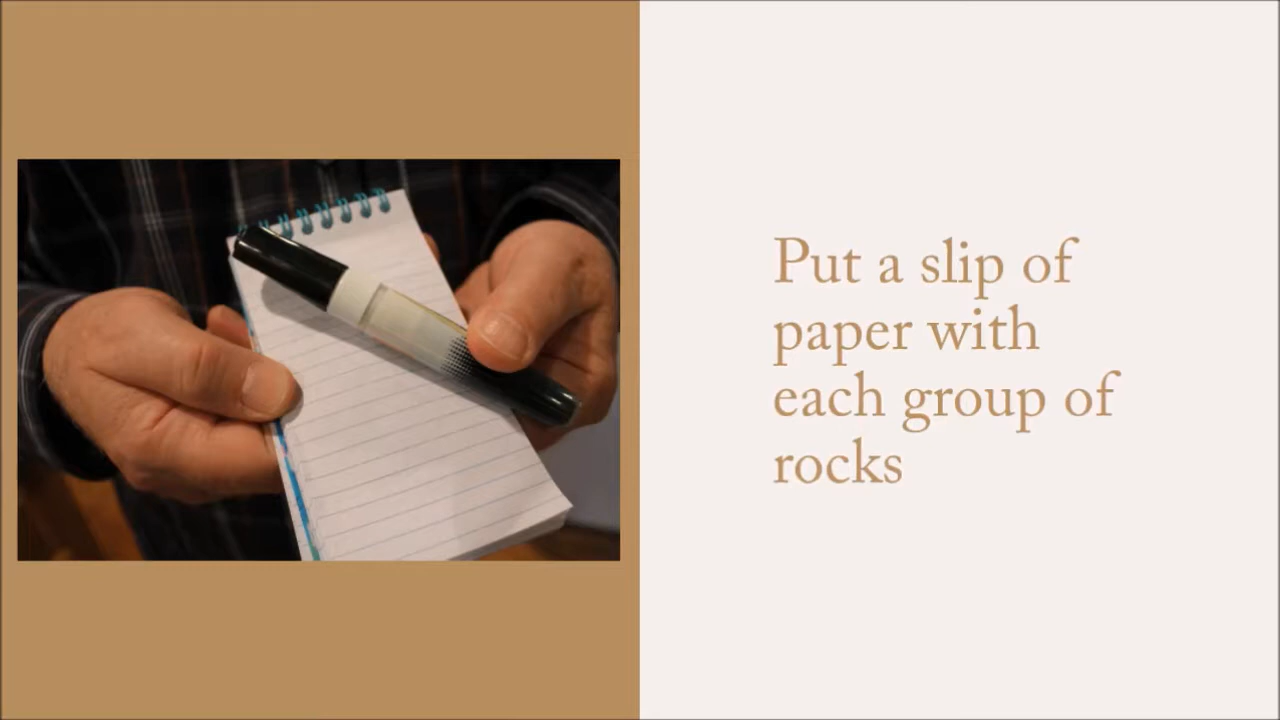 Put a slip of
paper with
each group of
rocks